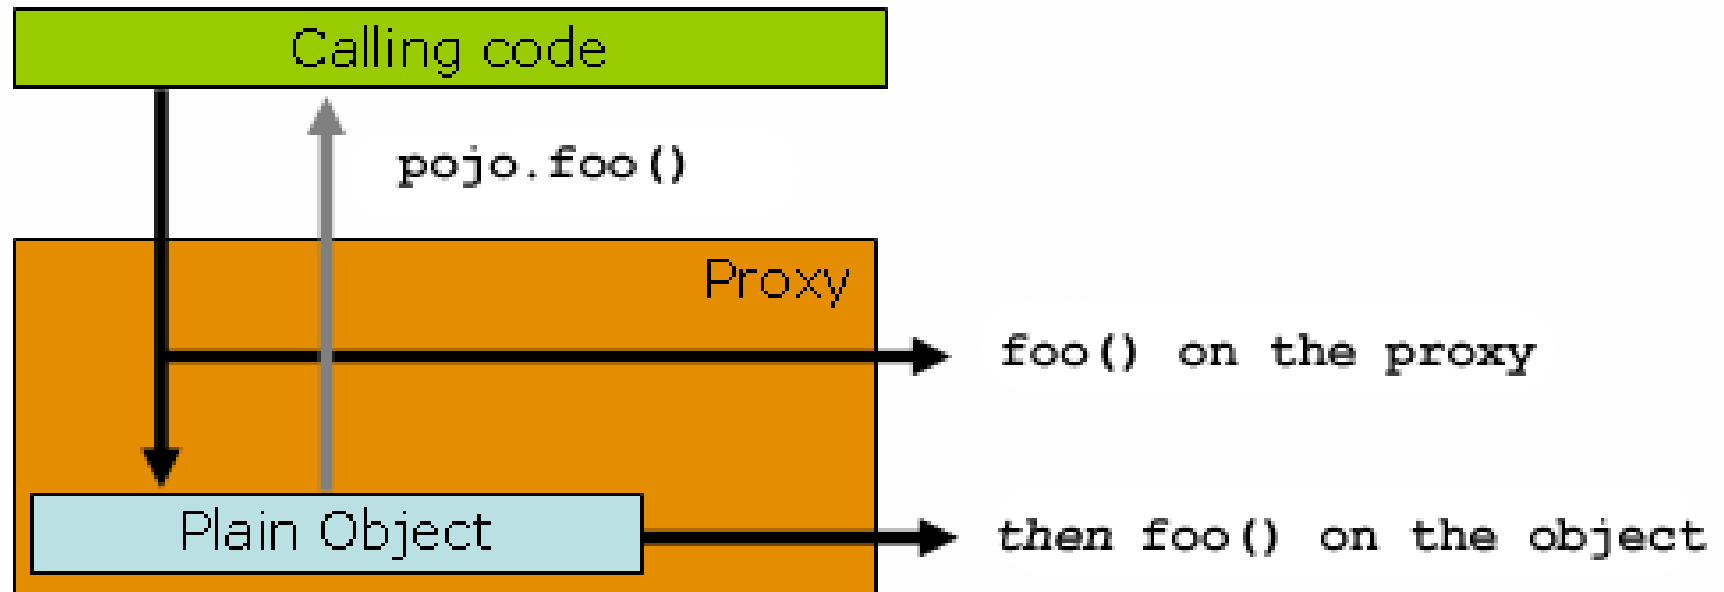 Calling code
pojo.foo()
Proxy
foo() on the proxy
Plain Object
then foo() on the object